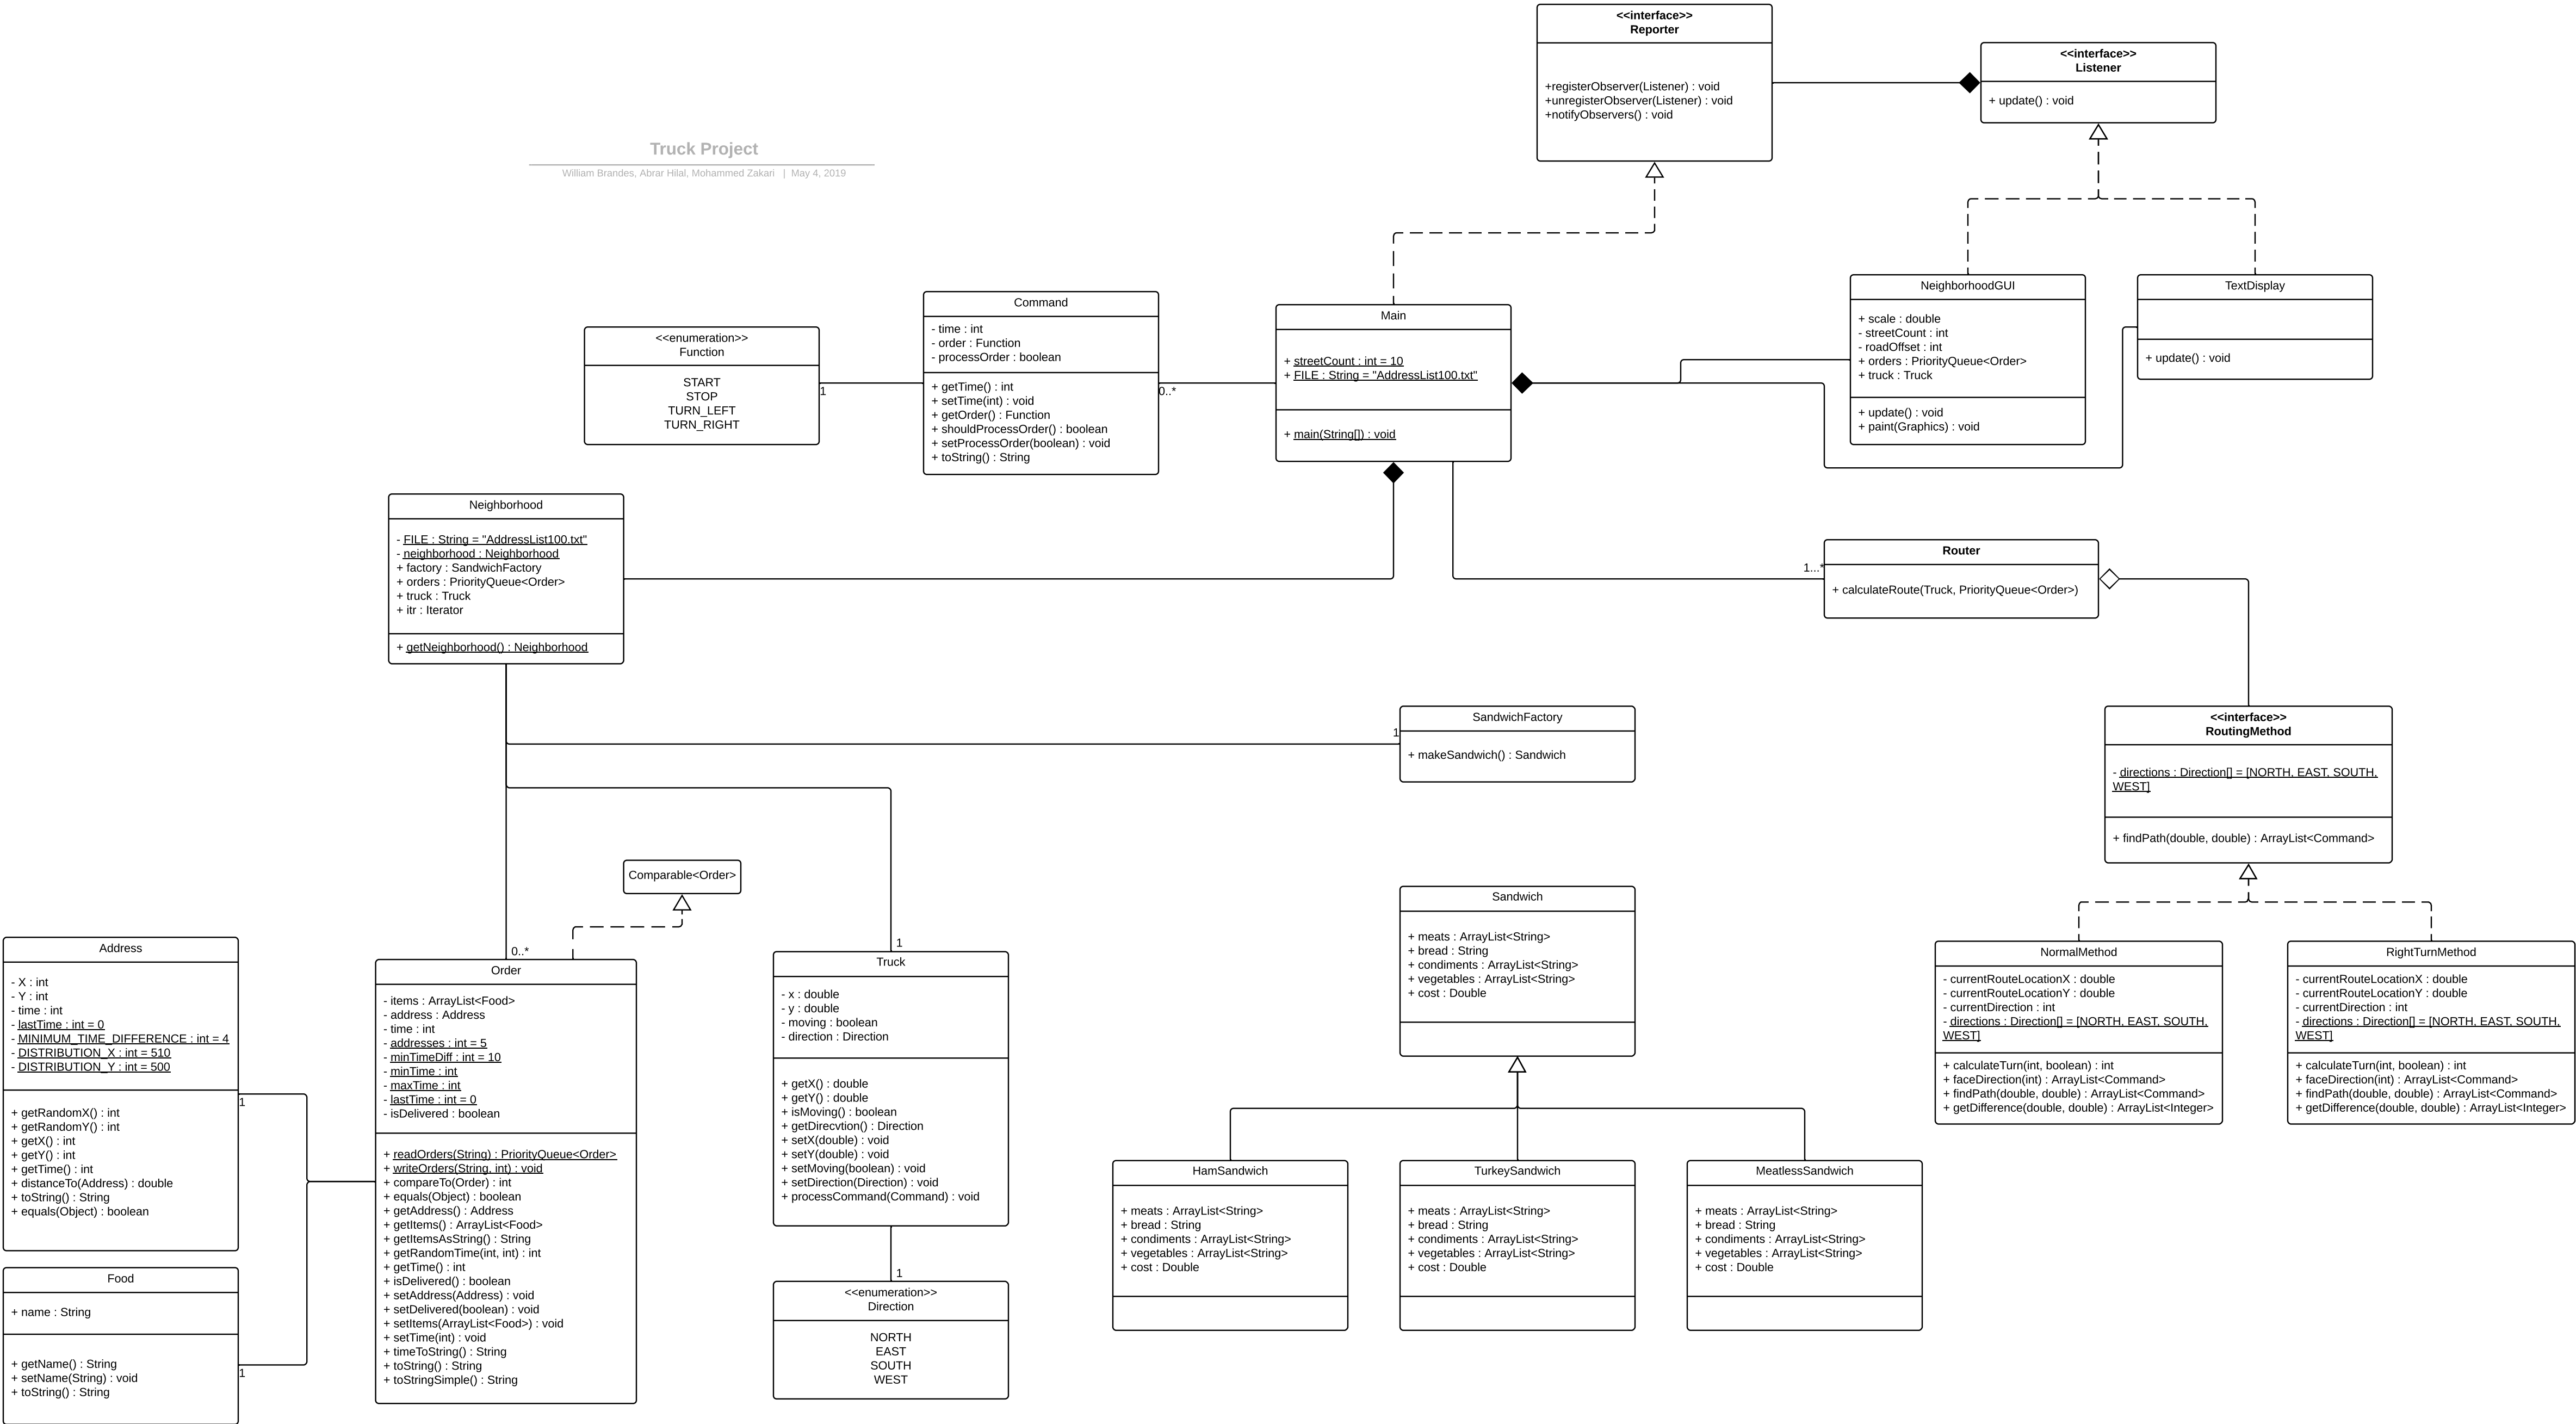 <<interface>>
Reporter
+registerObserver(Listener) : void
+unregisterObserver(Listener) : void
+notifyObservers() : void
<<interface>>
Listener
+ update() : void
Truck Project
William Brandes, Abrar Hilal, Mohammed Zakari | May 4, 2019
<<enumeration>>
Function
START
STOP
TURN_LEFT
TURN_RIGHT
1
Command
- time : int
- order : Function
- processOrder : boolean
+ getTime() : int
+ setTime(int) : void
+ getOrder() : Function
+ shouldProcessOrder() : boolean
+ setProcessOrder(boolean) : void
+ toString() : String
0..*
Main
+ streetCount : int = 10
+ FILE : String = "AddressList100.txt"
+ main(String[]) : void
NeighborhoodGUI
+ scale : double
- streetCount : int
- roadOffset : int
+ orders : PriorityQueue<Order>
+ truck : Truck
+ update() : void
+ paint(Graphics) : void
TextDisplay
+ update() : void
Neighborhood
- FILE : String = "AddressList100.txt"
- neighborhood : Neighborhood
+ factory : SandwichFactory
+ orders : PriorityQueue<Order>
+ truck : Truck
+ itr : Iterator
+ getNeighborhood() : Neighborhood
1...*
Router
+ calculateRoute(Truck, PriorityQueue<Order>)
1
SandwichFactory
+ makeSandwich() : Sandwich
<<interface>>
RoutingMethod
- directions : Direction[] = [NORTH, EAST, SOUTH,
WEST]
+ findPath(double, double) : ArrayList<Command>
Comparable<Order>
Address
- X : int
- Y : int
- time : int
- lastTime : int = 0
- MINIMUM_TIME_DIFFERENCE : int = 4
- DISTRIBUTION_X : int = 510
- DISTRIBUTION_Y : int = 500
+ getRandomX() : int
+ getRandomY() : int
+ getX() : int
+ getY() : int
+ getTime() : int
+ distanceTo(Address) : double
+ toString() : String
+ equals(Object) : boolean
1
Food
+ name : String
+ getName() : String
+ setName(String) : void
+ toString() : String
1
0..*
Order
- items : ArrayList<Food>
- address : Address
- time : int
- addresses : int = 5
- minTimeDiff : int = 10
- minTime : int
- maxTime : int
- lastTime : int = 0
- isDelivered : boolean
+ readOrders(String) : PriorityQueue<Order>
+ writeOrders(String, int) : void
+ compareTo(Order) : int
+ equals(Object) : boolean
+ getAddress() : Address
+ getItems() : ArrayList<Food>
+ getItemsAsString() : String
+ getRandomTime(int, int) : int
+ getTime() : int
+ isDelivered() : boolean
+ setAddress(Address) : void
+ setDelivered(boolean) : void
+ setItems(ArrayList<Food>) : void
+ setTime(int) : void
+ timeToString() : String
+ toString() : String
+ toStringSimple() : String
1
Truck
- x : double
- y : double
- moving : boolean
- direction : Direction
+ getX() : double
+ getY() : double
+ isMoving() : boolean
+ getDirecvtion() : Direction
+ setX(double) : void
+ setY(double) : void
+ setMoving(boolean) : void
+ setDirection(Direction) : void
+ processCommand(Command) : void
1
<<enumeration>>
Direction
NORTH
EAST
SOUTH
WEST
Sandwich
+ meats : ArrayList<String>
+ bread : String
+ condiments : ArrayList<String>
+ vegetables : ArrayList<String>
+ cost : Double
HamSandwich
+ meats : ArrayList<String>
+ bread : String
+ condiments : ArrayList<String>
+ vegetables : ArrayList<String>
+ cost : Double
TurkeySandwich
+ meats : ArrayList<String>
+ bread : String
+ condiments : ArrayList<String>
+ vegetables : ArrayList<String>
+ cost : Double
MeatlessSandwich
+ meats : ArrayList<String>
+ bread : String
+ condiments : ArrayList<String>
+ vegetables : ArrayList<String>
+ cost : Double
NormalMethod
- currentRouteLocationX : double
- currentRouteLocationY : double
- currentDirection : int
- directions : Direction[] = [NORTH, EAST, SOUTH,
WEST]
+ calculateTurn(int, boolean) : int
+ faceDirection(int) : ArrayList<Command>
+ findPath(double, double) : ArrayList<Command>
+ getDifference(double, double) : ArrayList<Integer>
RightTurnMethod
- currentRouteLocationX : double
- currentRouteLocationY : double
- currentDirection : int
- directions : Direction[] = [NORTH, EAST, SOUTH,
WEST]
+ calculateTurn(int, boolean) : int
+ faceDirection(int) : ArrayList<Command>
+ findPath(double, double) : ArrayList<Command>
+ getDifference(double, double) : ArrayList<Integer>